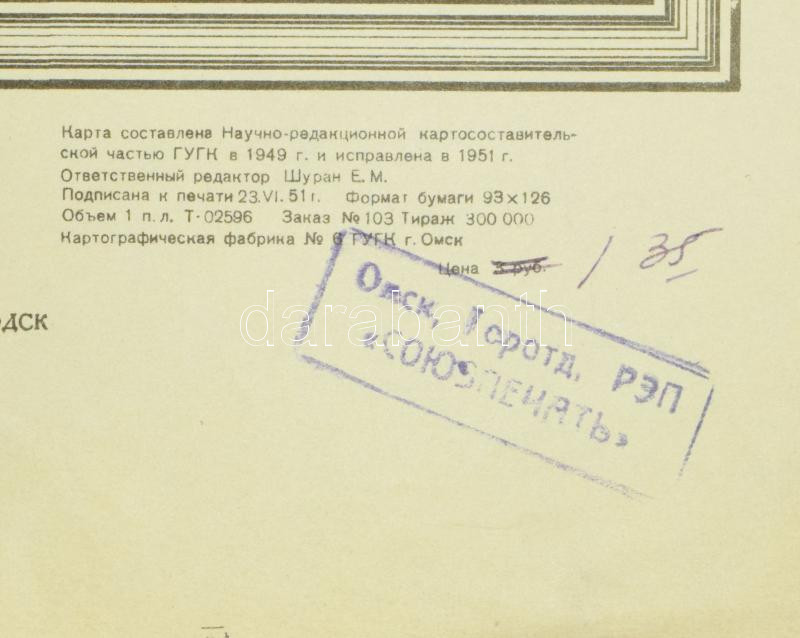 Карта составлена Научно-редакционной картосоставитель-
ской частью ГУГК в 1949 г. и исправлена в 1951 г.
Ответственный редактор Шуран Е. М.
Подписана к печати 23.VI. 51 г. Формат бумаги 93×126
Объем 1 п. л. Т-02596 Заказ № 103 Тираж 300 000
Картографическая фабрика № 6 ГУГК г. Омск
Цена 3 руб. / 35
Омск, Горотд. РЭП
«СОЮЗПЕЧАТЬ»
дск
darabanth